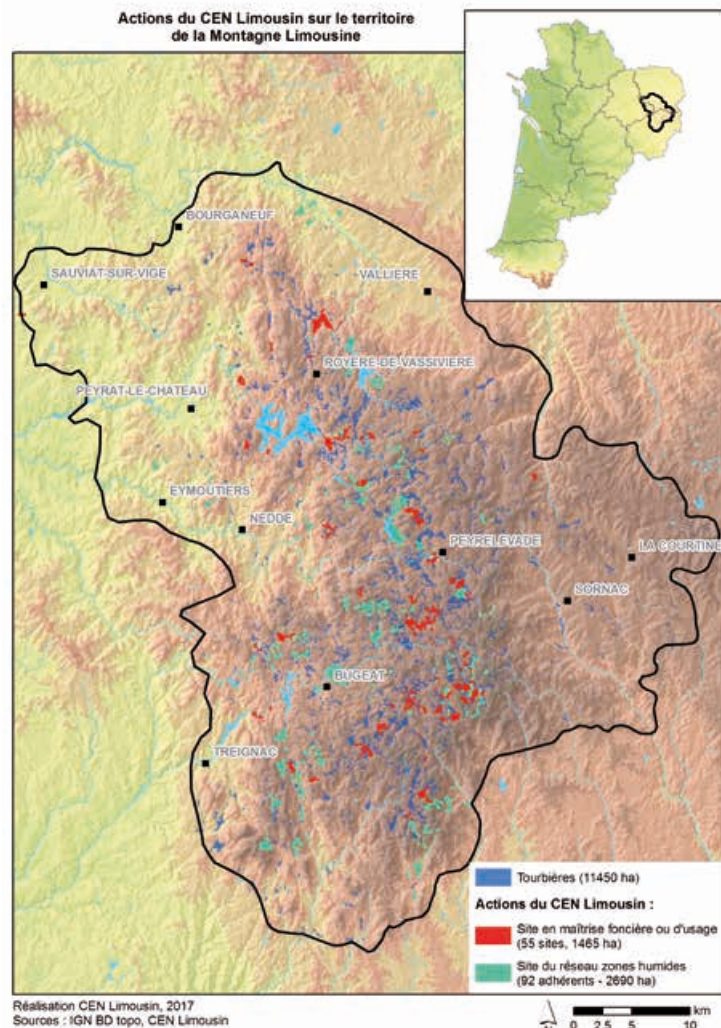 Actions du CEN Limousin sur le territoire
de la Montagne Limousine
BOURGANEUF
SAUVIAT-SUR-VIGE
VALLIERE
ROYERE-DE-VASSIVIERE
PEYRAT-LE-CHATEAU
EYMOUTIERS
NEDDE
PEYRELEVADE
LA COURTINE
SORNAC
BUGEAT
TREIGNAC
Tourbières (11450 ha)
Actions du CEN Limousin :
Site en maîtrise foncière ou d'usage
(55 sites, 1465 ha)
Site du réseau zones humides
(92 adhérents - 2690 ha)
Réalisation CEN Limousin, 2017
Sources : IGN BD topo, CEN Limousin
km
0 2,5 5 10